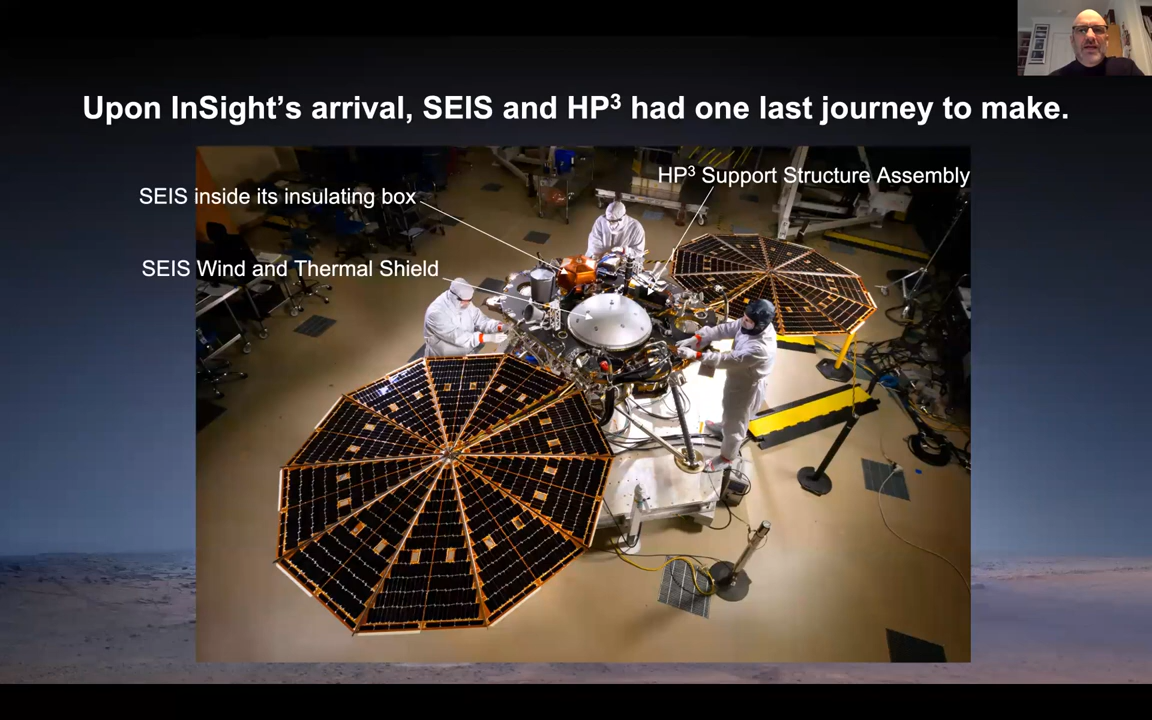 Upon InSight's arrival, SEIS and HP³ had one last journey to make.
HP³ Support Structure Assembly
SEIS inside its insulating box
SEIS Wind and Thermal Shield